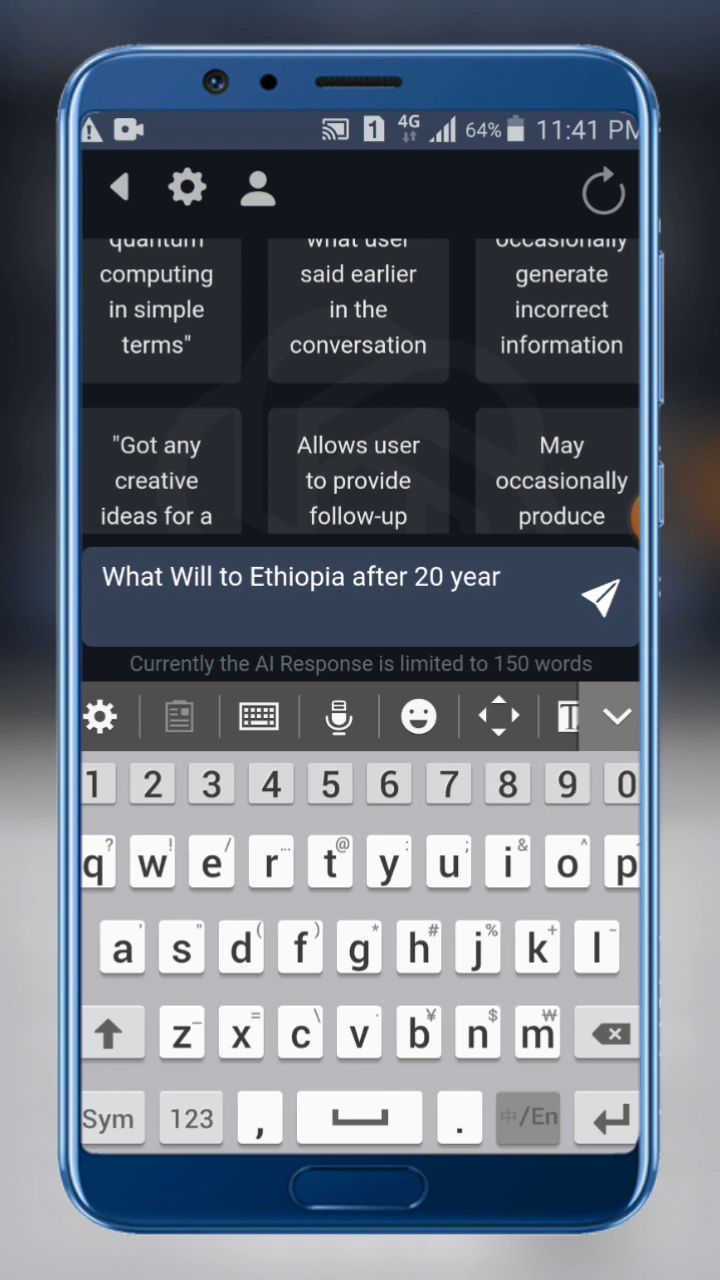 1 4G 64% 11:41 PM
quantum
computing
in simple
terms"
what user
said earlier
in the
conversation
occasionally
generate
incorrect
information
"Got any
creative
ideas for a
Allows user
to provide
follow-up
May
occasionally
produce
What Will to Ethiopia after 20 year
Currently the AI Response is limited to 150 words
T
1 2 3 4 5 6 7 8 9 0
q? w! e/ r... t@ y: u; i& o^ p
a' s" d( f) g* h# j% k+ l-
z_ x= c\ v· b¥ n$ m₩
Sym 123 , . 中/En